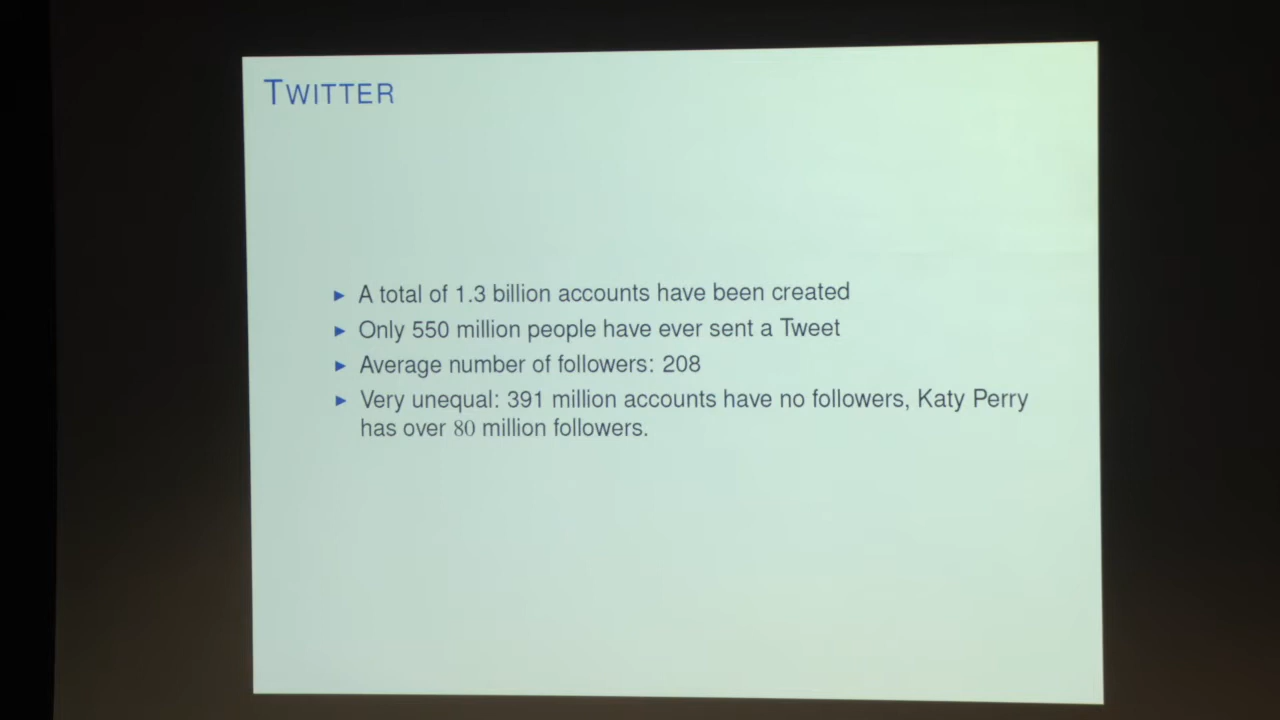 TWITTER
▶ A total of 1.3 billion accounts have been created
▶ Only 550 million people have ever sent a Tweet
▶ Average number of followers: 208
▶ Very unequal: 391 million accounts have no followers, Katy Perry
has over 80 million followers.